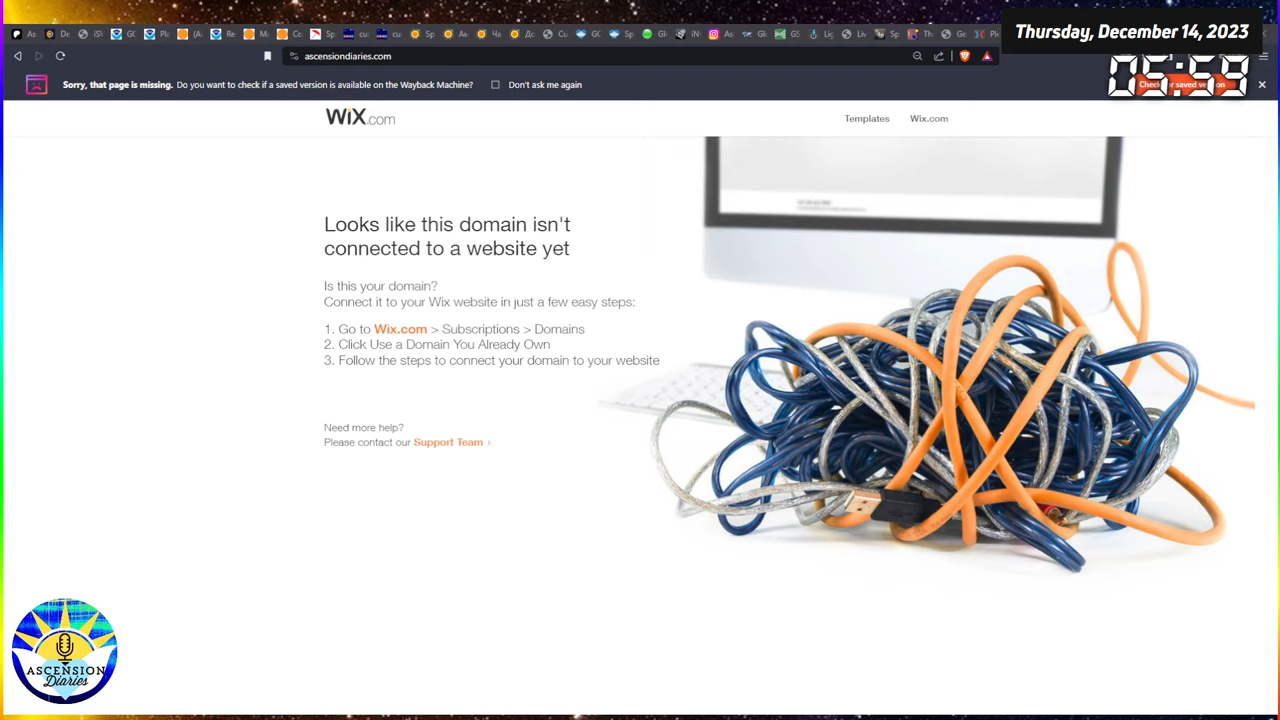 Thursday, December 14, 2023
05:59
ascensiondiaries.com
Sorry, that page is missing. Do you want to check if a saved version is available on the Wayback Machine?
Don't ask me again
WiX.com
Templates
Wix.com
Looks like this domain isn't
connected to a website yet
Is this your domain?
Connect it to your Wix website in just a few easy steps:
1. Go to Wix.com > Subscriptions > Domains
2. Click Use a Domain You Already Own
3. Follow the steps to connect your domain to your website
Need more help?
Please contact our Support Team ›
ASCENSION
Diaries